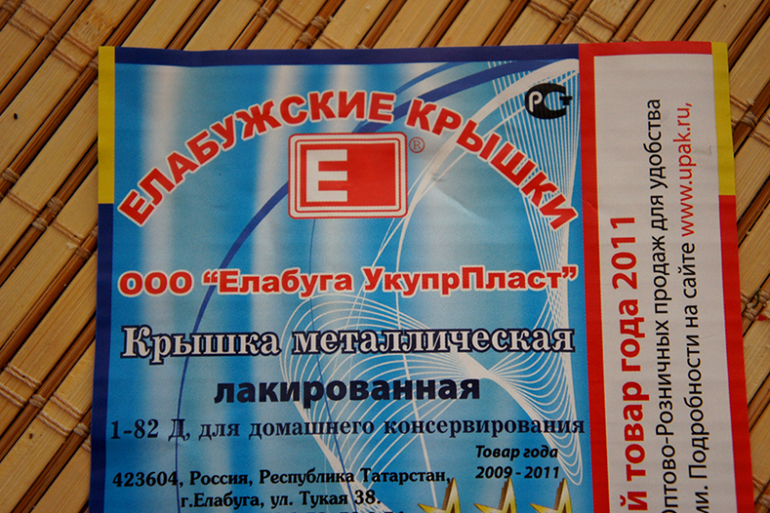 ЕЛАБУЖСКИЕ КРЫШКИ
Е ®
РСТ
ООО "Елабуга УкупрПласт"
Крышка металлическая
лакированная
1-82 Д, для домашнего консервирования
Товар года
2009 - 2011
423604, Россия, Республика Татарстан,
г.Елабуга, ул. Тукая 38.
й товар года 2011
Оптово-Розничных продаж для удобства
ии. Подробности на сайте www.upak.ru,